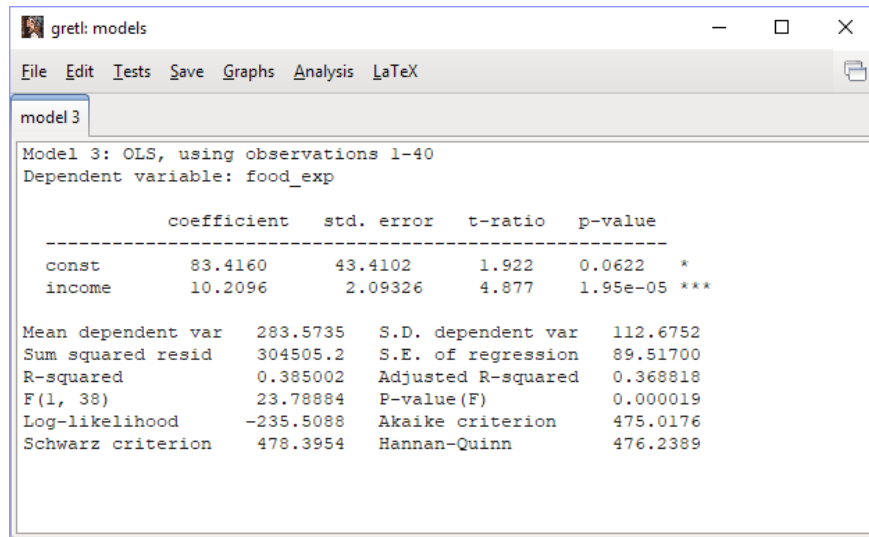 gretl: models
File Edit Tests Save Graphs Analysis LaTeX
model 3
Model 3: OLS, using observations 1-40
Dependent variable: food_exp
coefficient std. error t-ratio p-value
---------------------------------------------------------
const 83.4160 43.4102 1.922 0.0622 *
income 10.2096 2.09326 4.877 1.95e-05 ***
Mean dependent var 283.5735 S.D. dependent var 112.6752
Sum squared resid 304505.2 S.E. of regression 89.51700
R-squared 0.385002 Adjusted R-squared 0.368818
F(1, 38) 23.78884 P-value(F) 0.000019
Log-likelihood -235.5088 Akaike criterion 475.0176
Schwarz criterion 478.3954 Hannan-Quinn 476.2389